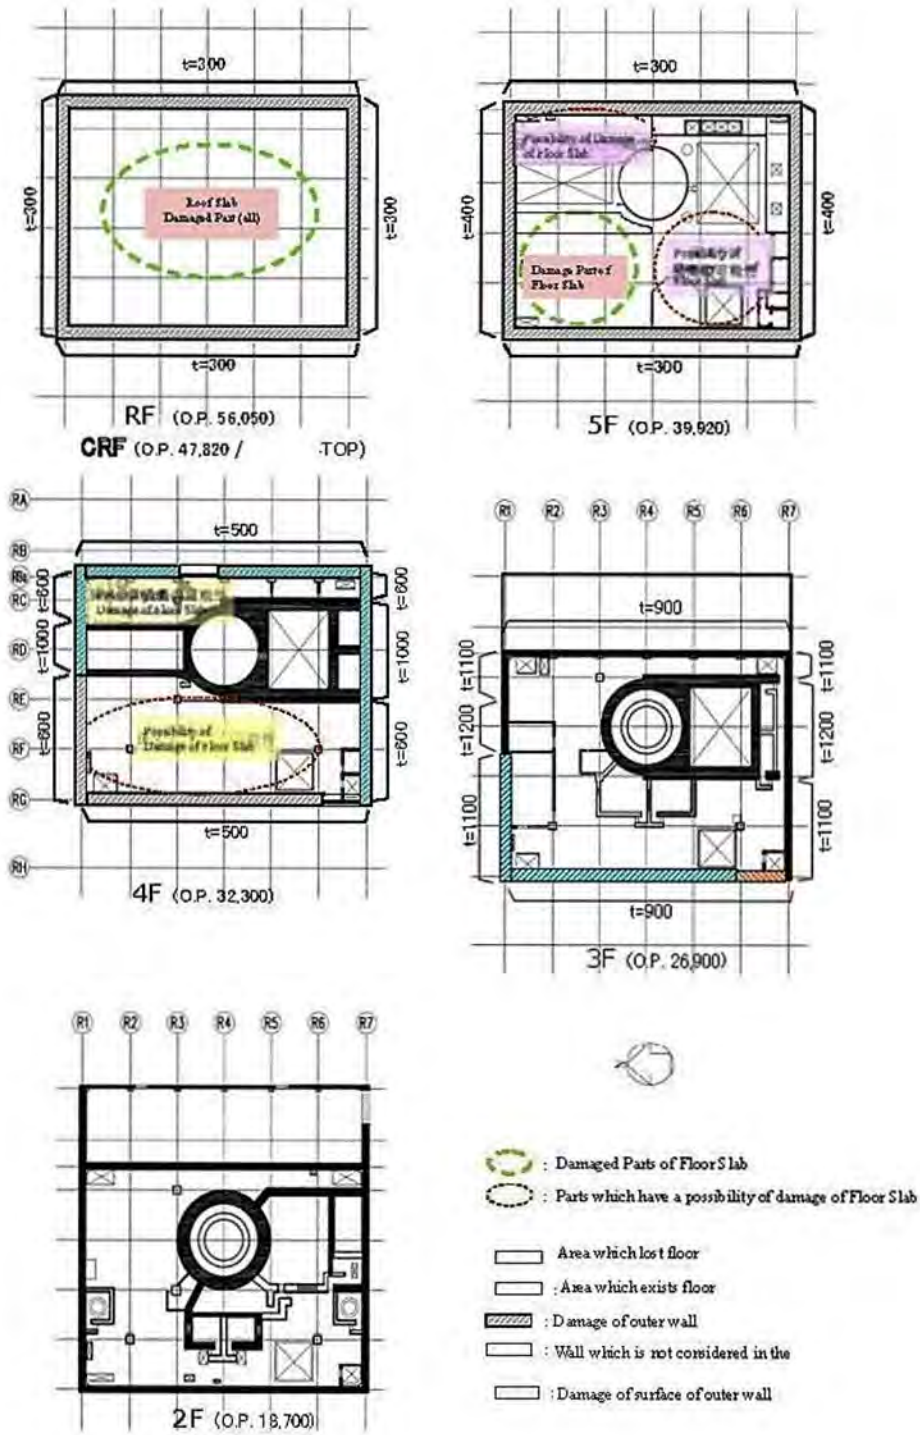 t=300
t=300
t=300
t=300
Roof Slab
Damaged Part (all)
RF (O.P. 56,050)
CRF (O.P. 47,820 / TOP)
t=300
t=400
t=400
t=300
Possibility of Damage
of Floor Slab
Damage Parts of
Floor Slab
Possibility of
5F (O.P. 39,920)
RA
RB
RC
RD
RE
RF
RG
RH
t=500
t=600
t=1000
t=600
t=600
t=1000
t=600
t=500
Damage of Floor Slab
Possibility of
Damage of Floor Slab
4F (O.P. 32,300)
R1 R2 R3 R4 R5 R6 R7
t=900
t=1100
t=1200
t=1100
t=1100
t=1200
t=1100
t=900
3F (O.P. 26,900)
R1 R2 R3 R4 R5 R6 R7
2F (O.P. 18,700)
: Damaged Parts of Floor Slab
: Parts which have a possibility of damage of Floor Slab
Area which lost floor
: Area which exists floor
: Damage of outer wall
: Wall which is not considered in the
: Damage of surface of outer wall